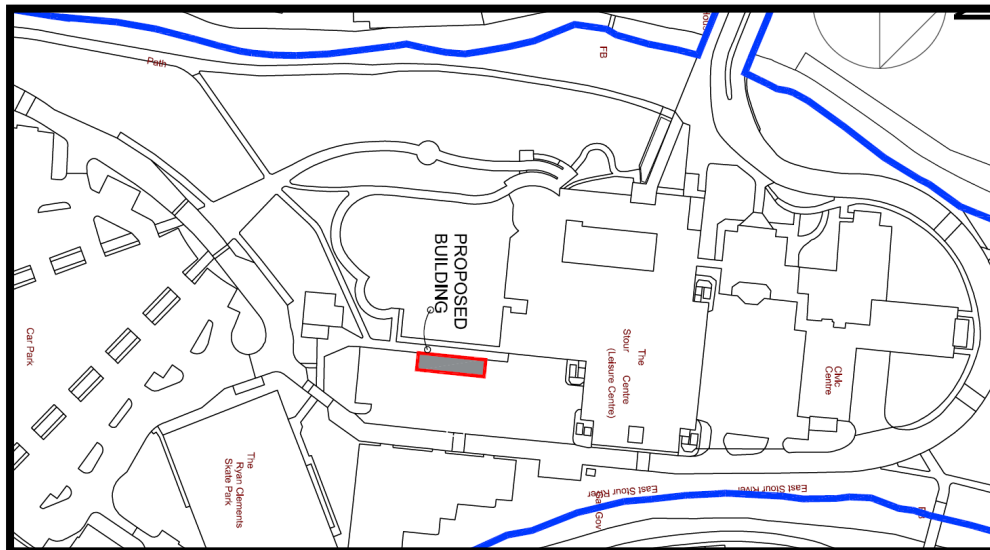 FB
Path
PROPOSED
BUILDING
The
Stour Centre
(Leisure Centre)
Civic
Centre
Car Park
The
Ryan Clements
Skate Park
East Stour River
East Stour River